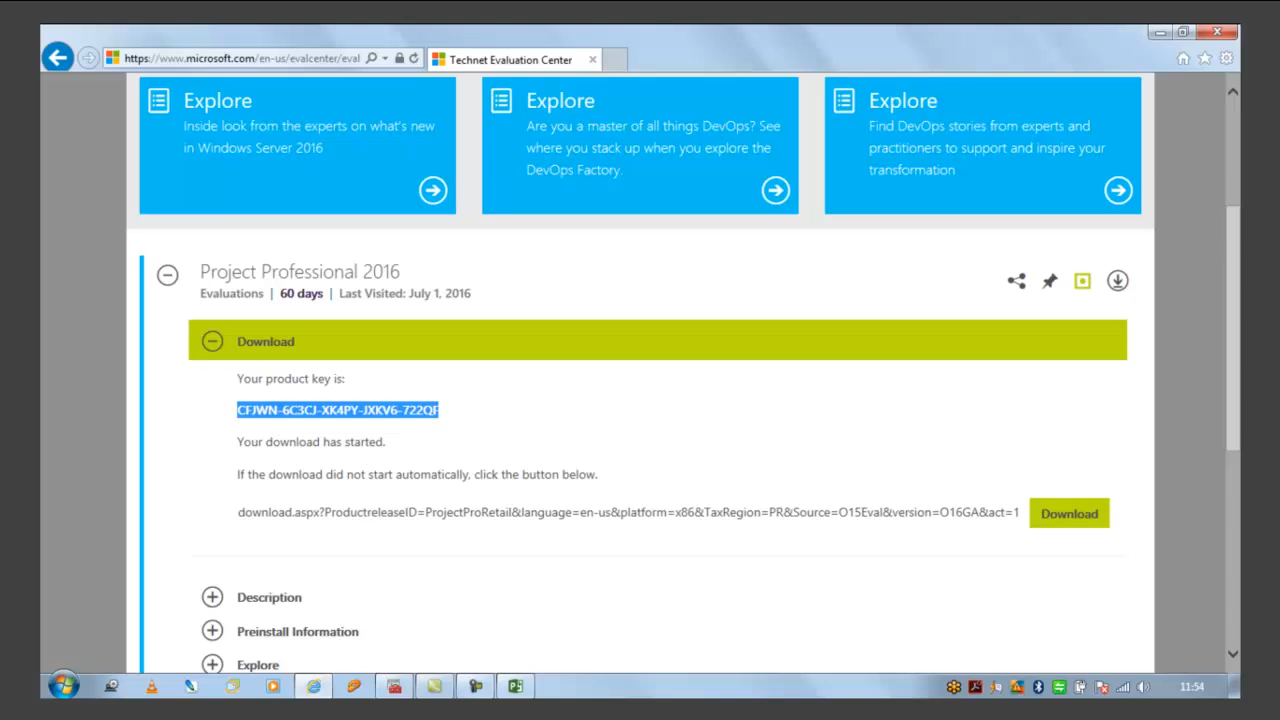 https://www.microsoft.com/en-us/evalcenter/eval
Technet Evaluation Center
Explore
Inside look from the experts on what's new
in Windows Server 2016
Explore
Are you a master of all things DevOps? See
where you stack up when you explore the
DevOps Factory.
Explore
Find DevOps stories from experts and
practitioners to support and inspire your
transformation
Project Professional 2016
Evaluations | 60 days | Last Visited: July 1, 2016
Download
Your product key is:
CFJWN-6C3CJ-XK4PY-JXKV6-722QF
Your download has started.
If the download did not start automatically, click the button below.
download.aspx?ProductreleaseID=ProjectProRetail&language=en-us&platform=x86&TaxRegion=PR&Source=O15Eval&version=O16GA&act=1
Download
Description
Preinstall Information
Explore
11:54